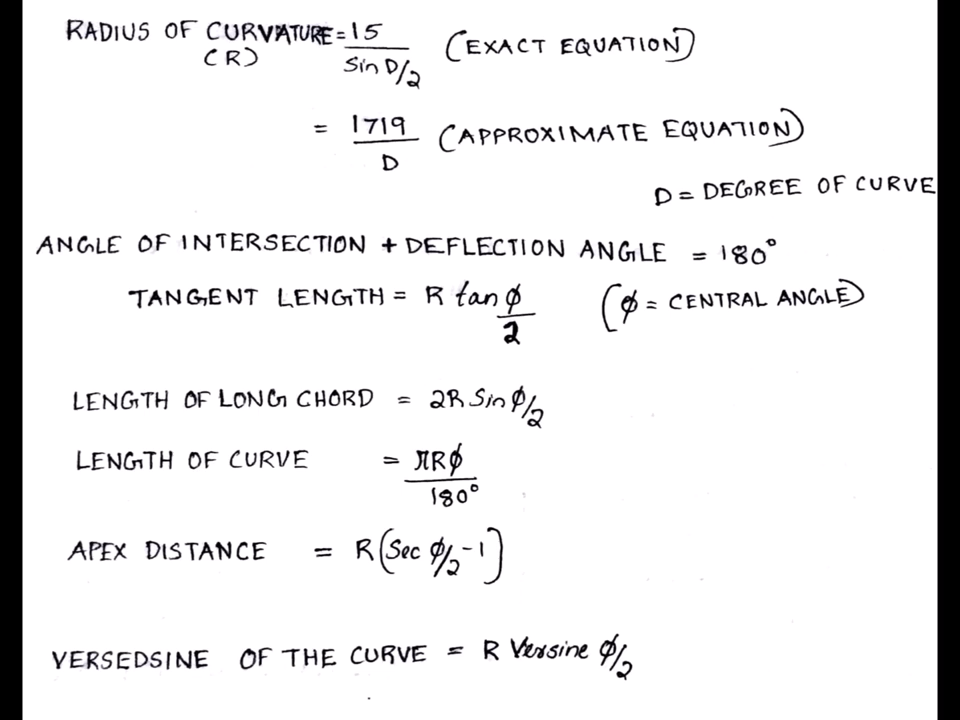 RADIUS OF CURVATURE = 15 / Sin D/2 (EXACT EQUATION)
(R)
= 1719 / D (APPROXIMATE EQUATION)
D = DEGREE OF CURVE
ANGLE OF INTERSECTION + DEFLECTION ANGLE = 180°
TANGENT LENGTH = R tan ϕ/2 (ϕ = CENTRAL ANGLE)
LENGTH OF LONG CHORD = 2R Sin ϕ/2
LENGTH OF CURVE = πRϕ / 180°
APEX DISTANCE = R(Sec ϕ/2 - 1)
VERSEDSINE OF THE CURVE = R Versine ϕ/2